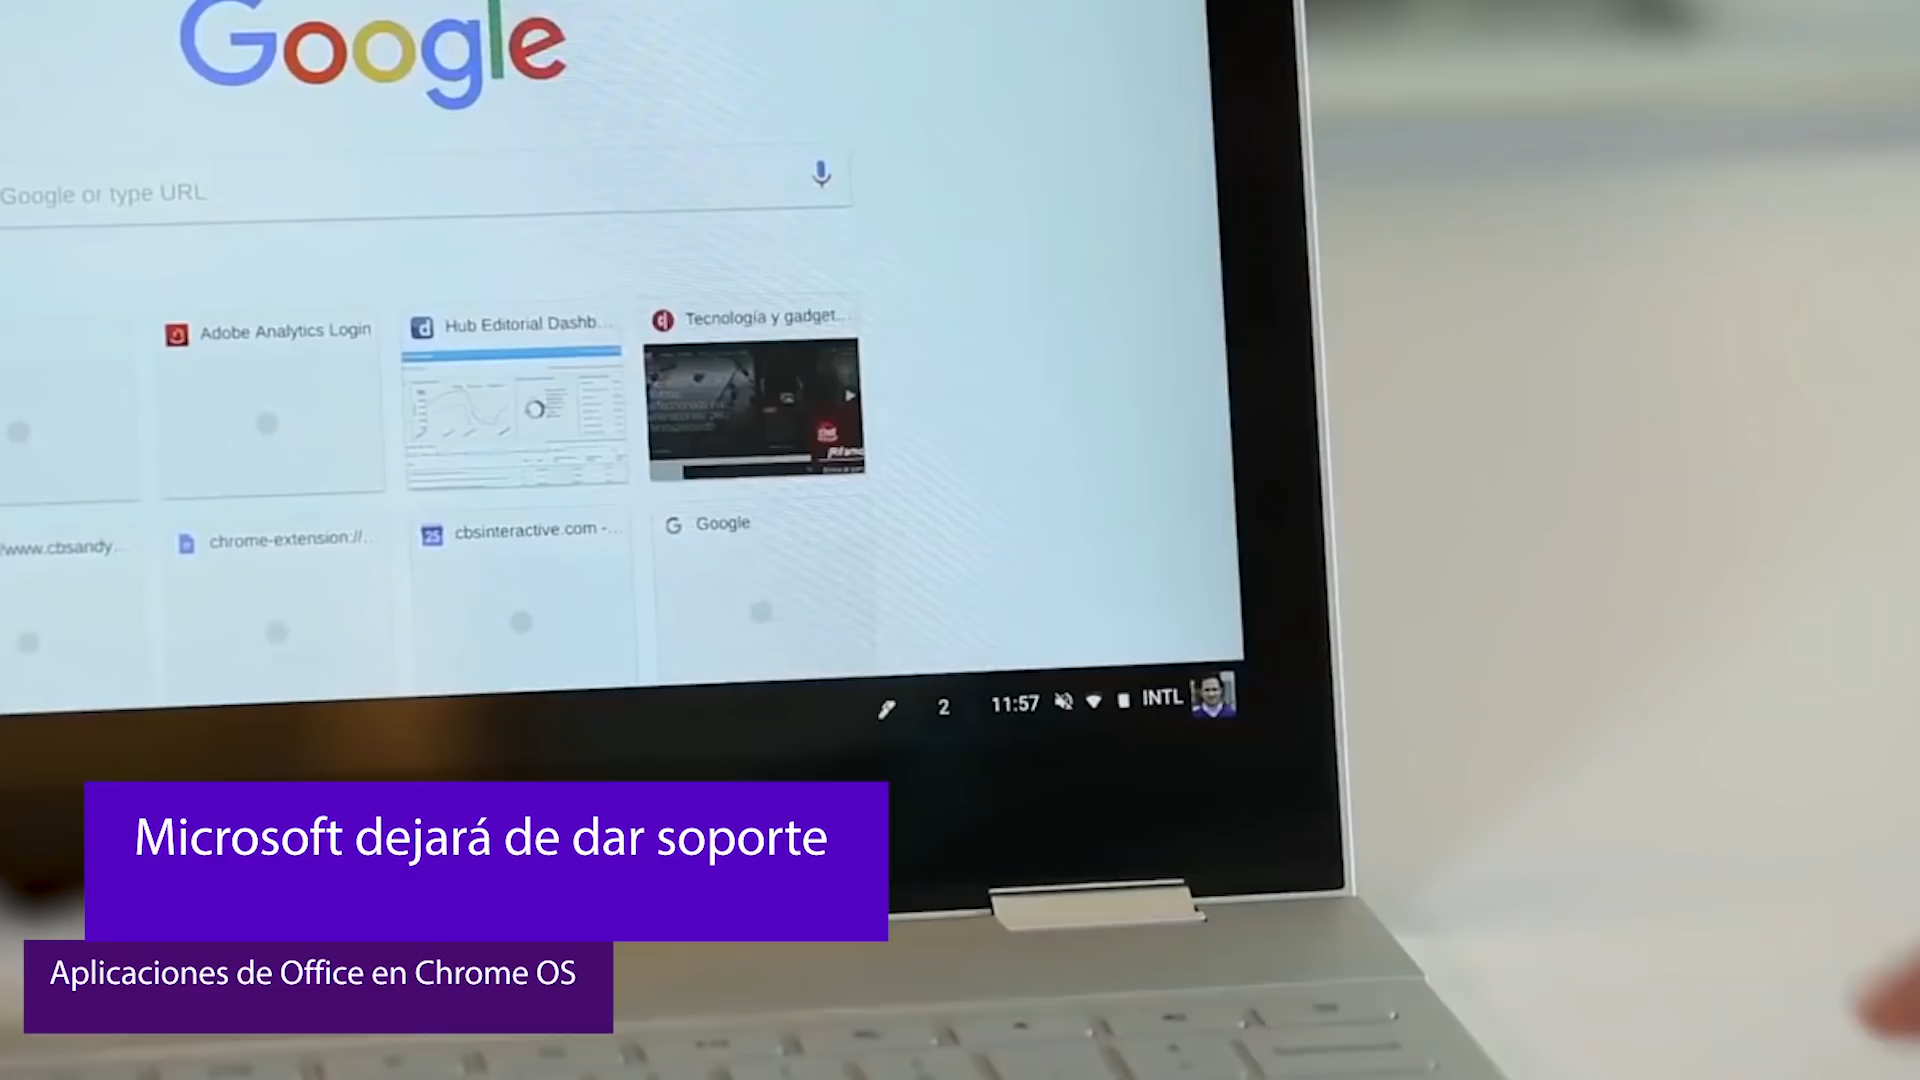 Google
Google or type URL
Adobe Analytics Login
Hub Editorial Dashb...
Tecnología y gadget...
/www.cbsandy...
chrome-extension://...
25
cbsinteractive.com -...
G Google
2
11:57
INTL
Microsoft dejará de dar soporte
Aplicaciones de Office en Chrome OS